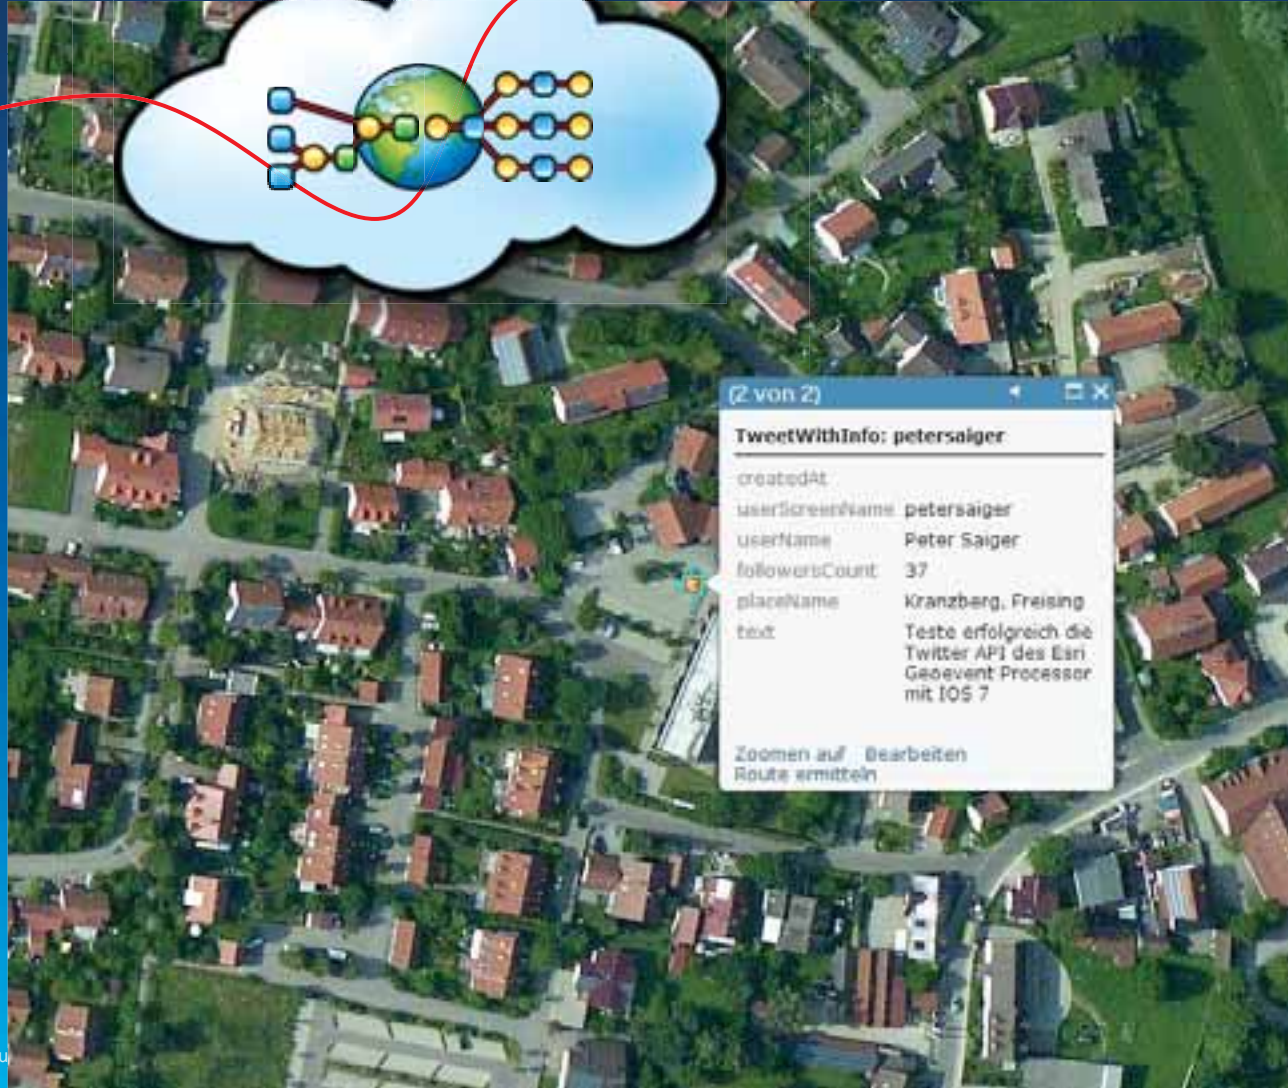 (2 von 2)
TweetWithInfo: petersaiger
createdAt
userScreenName petersaiger
userName Peter Saiger
followersCount 37
placeName Kranzberg, Freising
text Teste erfolgreich die
Twitter API des Esri
Geoevent Processor
mit IOS 7
Zoomen auf Bearbeiten
Route ermitteln
u